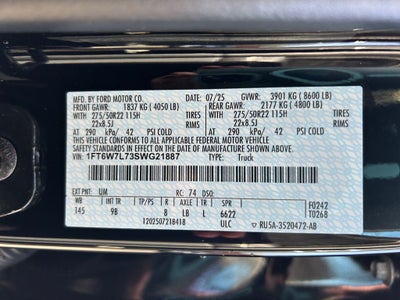 MFD. BY FORD MOTOR CO. 07/25 GVWR: 3901 KG ( 8600 LB)
FRONT GAWR: 1837 KG ( 4050 LB) REAR GAWR: 2177 KG ( 4800 LB)
WITH WITH
275/50R22 115H TIRES 275/50R22 115H TIRES
22x8.5J RIMS 22x8.5J RIMS
AT 290 kPa/ 42 PSI COLD AT 290 kPa/ 42 PSI COLD
THIS VEHICLE CONFORMS TO ALL APPLICABLE FEDERAL MOTOR VEHICLE
SAFETY AND THEFT PREVENTION STANDARDS IN EFFECT ON THE DATE OF MANUFACTURE SHOWN ABOVE.
VIN: 1FT6W7L73SWG21887 TYPE: Truck
EXT PNT: UM RC: 74 DSO:
WB INT TR TP/PS R AXLE TR SPR
145 9B 8 LB L 6622 F0242
T0268
1202507218418 ULC RU5A-3520472-AB